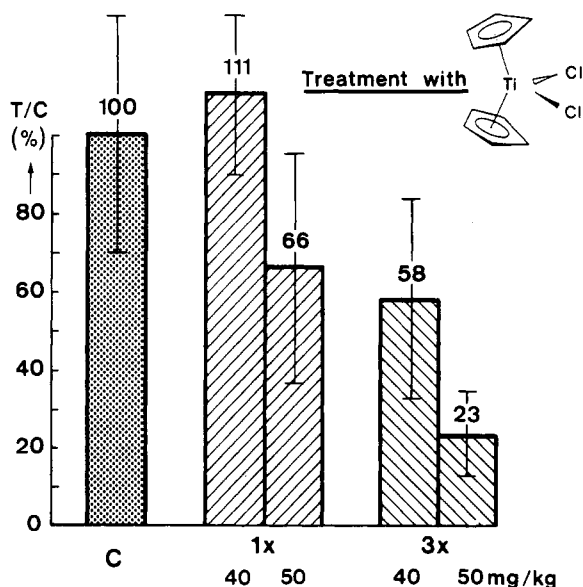 Treatment with
Ti
Cl
Cl
T/C
(%)
100
111
66
58
23
80
60
40
20
0
C
1x
3x
40 50
40 50 mg/kg